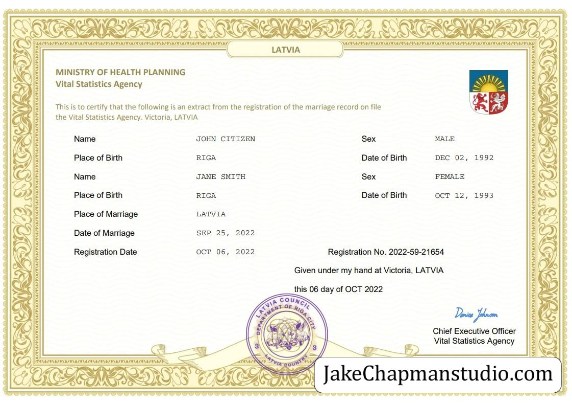 LATVIA
MINISTRY OF HEALTH PLANNING
Vital Statistics Agency
This is to certify that the following is an extract from the registration of the marriage record on file
the Vital Statistics Agency. Victoria, LATVIA
Name JOHN CITIZEN Sex MALE
Place of Birth RIGA Date of Birth DEC 02, 1992
Name JANE SMITH Sex FEMALE
Place of Birth RIGA Date of Birth OCT 12, 1993
Place of Marriage LATVIA
Date of Marriage SEP 25, 2022
Registration Date OCT 06, 2022 Registration No. 2022-59-21654
Given under my hand at Victoria, LATVIA
this 06 day of OCT 2022
LATVIA COUNCIL
DEPARTMENT OF RIGA CITY
LATVIA COUNTRY
Denise Johnson
Chief Executive Officer
Vital Statistics Agency
JakeChapmanstudio.com